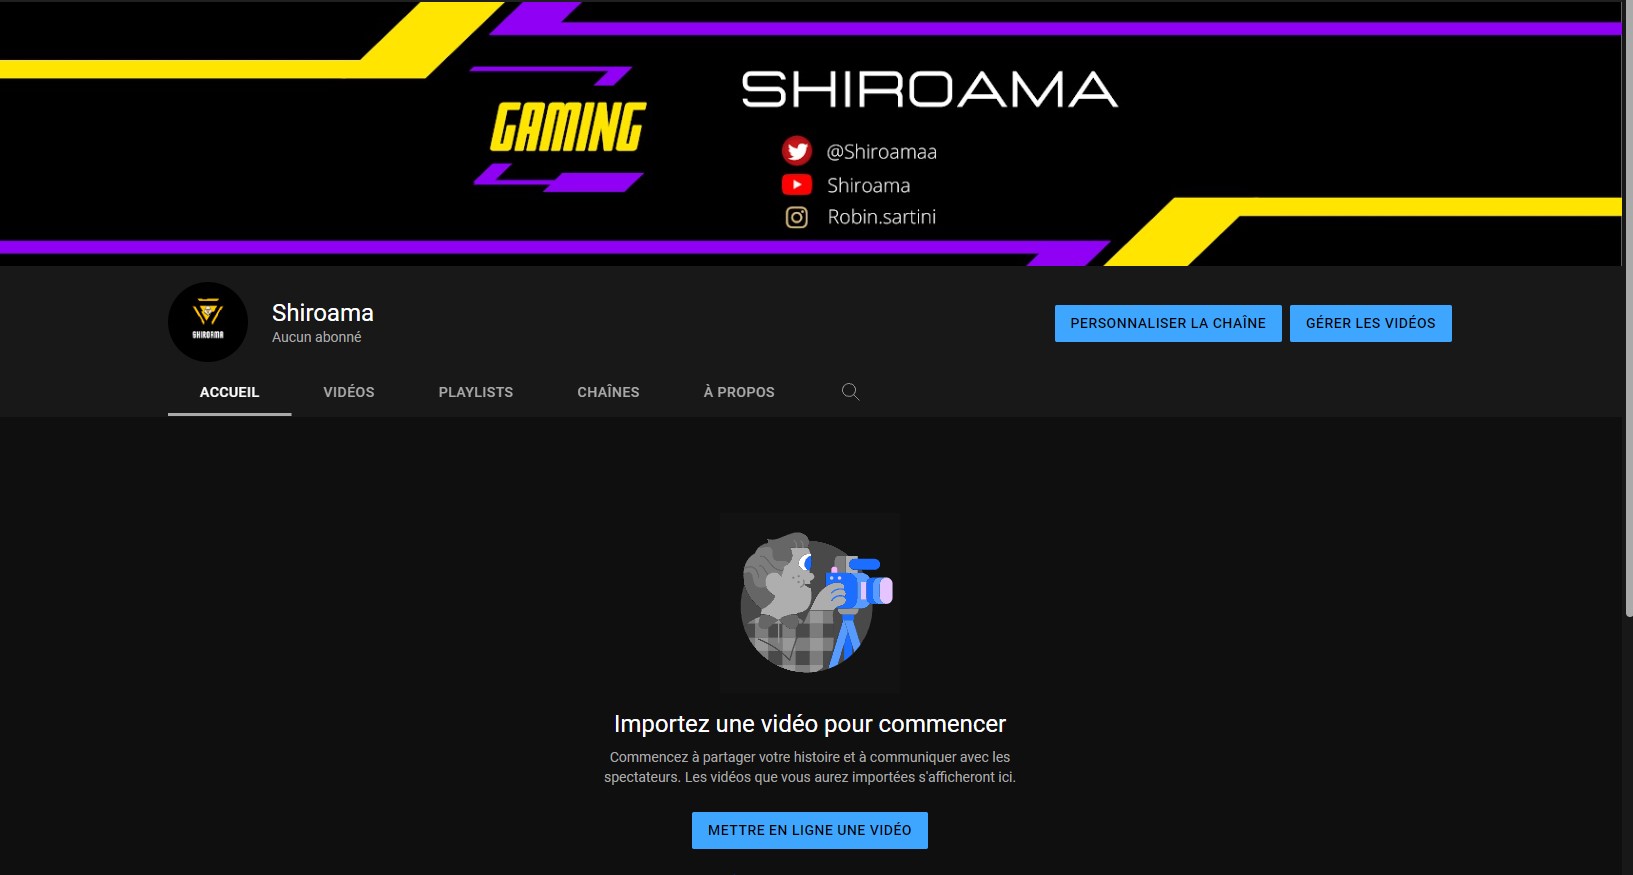 SHIROAMA
GAMING
@Shiroamaa
Shiroama
Robin.sartini
SHIROAMA
Shiroama
Aucun abonné
PERSONNALISER LA CHAÎNE
GÉRER LES VIDÉOS
ACCUEIL
VIDÉOS
PLAYLISTS
CHAÎNES
À PROPOS
Importez une vidéo pour commencer
Commencez à partager votre histoire et à communiquer avec les
spectateurs. Les vidéos que vous aurez importées s'afficheront ici.
METTRE EN LIGNE UNE VIDÉO